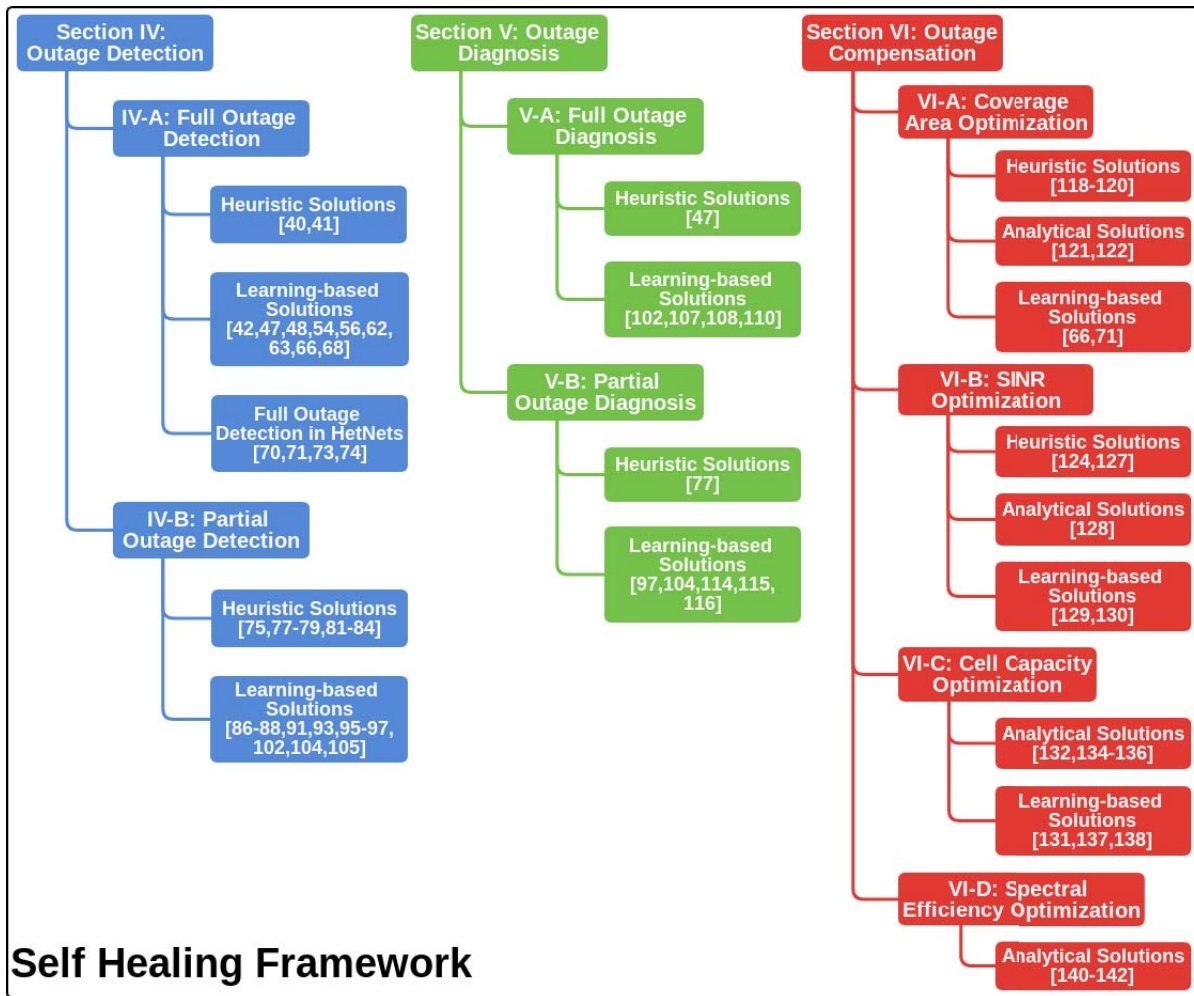 Section IV:
Outage Detection
IV-A: Full Outage
Detection
Heuristic Solutions
[40,41]
Learning-based
Solutions
[42,47,48,54,56,62,
63,66,68]
Full Outage
Detection in HetNets
[70,71,73,74]
IV-B: Partial
Outage Detection
Heuristic Solutions
[75,77-79,81-84]
Learning-based
Solutions
[86-88,91,93,95-97,
102,104,105]
Section V: Outage
Diagnosis
V-A: Full Outage
Diagnosis
Heuristic Solutions
[47]
Learning-based
Solutions
[102,107,108,110]
V-B: Partial
Outage Diagnosis
Heuristic Solutions
[77]
Learning-based
Solutions
[97,104,114,115,
116]
Section VI: Outage
Compensation
VI-A: Coverage
Area Optimization
Heuristic Solutions
[118-120]
Analytical Solutions
[121,122]
Learning-based
Solutions
[66,71]
VI-B: SINR
Optimization
Heuristic Solutions
[124,127]
Analytical Solutions
[128]
Learning-based
Solutions
[129,130]
VI-C: Cell Capacity
Optimization
Analytical Solutions
[132,134-136]
Learning-based
Solutions
[131,137,138]
VI-D: Spectral
Efficiency Optimization
Analytical Solutions
[140-142]
Self Healing Framework